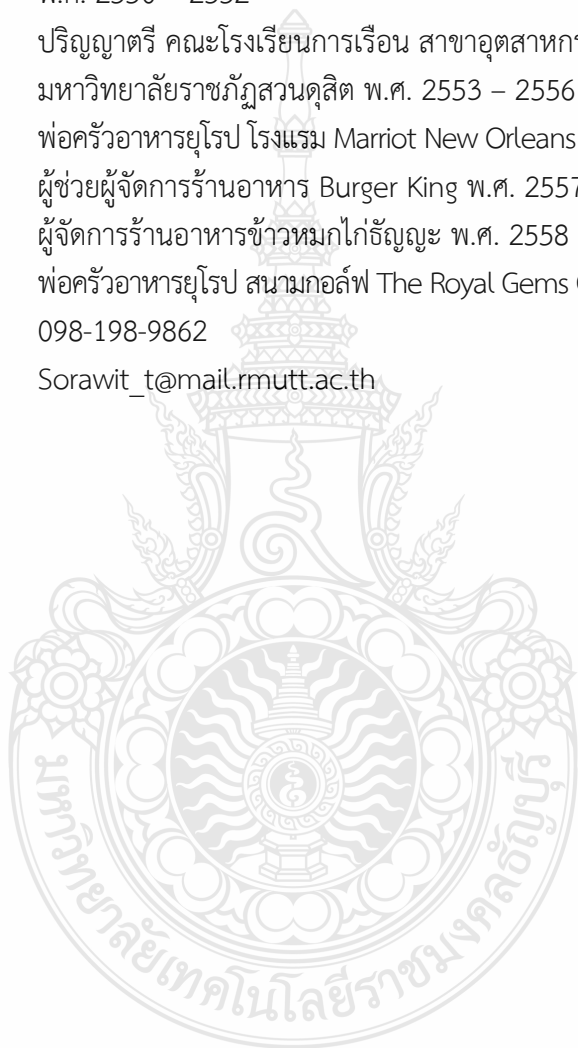 พ.ศ. 2550 – 2552
ปริญญาตรี คณะโรงเรียนการเรือน สาขาอุตสาหกร
มหาวิทยาลัยราชภัฏสวนดุสิต พ.ศ. 2553 – 2556
พ่อครัวอาหารยุโรป โรงแรม Marriot New Orleans
ผู้ช่วยผู้จัดการร้านอาหาร Burger King พ.ศ. 2557
ผู้จัดการร้านอาหารข้าวหมกไก่ธัญญะ พ.ศ. 2558
พ่อครัวอาหารยุโรป สนามกอล์ฟ The Royal Gems
098-198-9862
Sorawit_t@mail.rmutt.ac.th
มหาวิทยาลัยเทคโนโลยีราชมงคลธัญบุรี